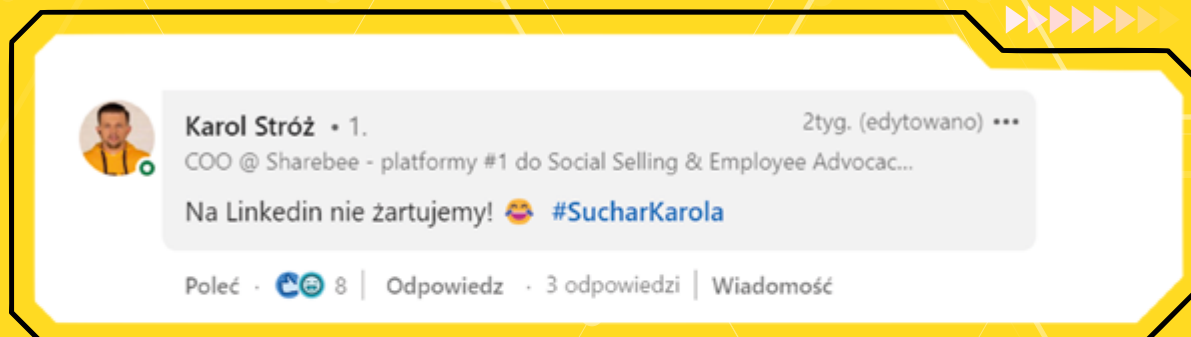 Karol Stróż • 1.
2tyg. (edytowano) •••
COO @ Sharebee - platformy #1 do Social Selling & Employee Advocac...
Na Linkedin nie żartujemy! 😂 #SucharKarola
Poleć · 8 | Odpowiedz · 3 odpowiedzi | Wiadomość